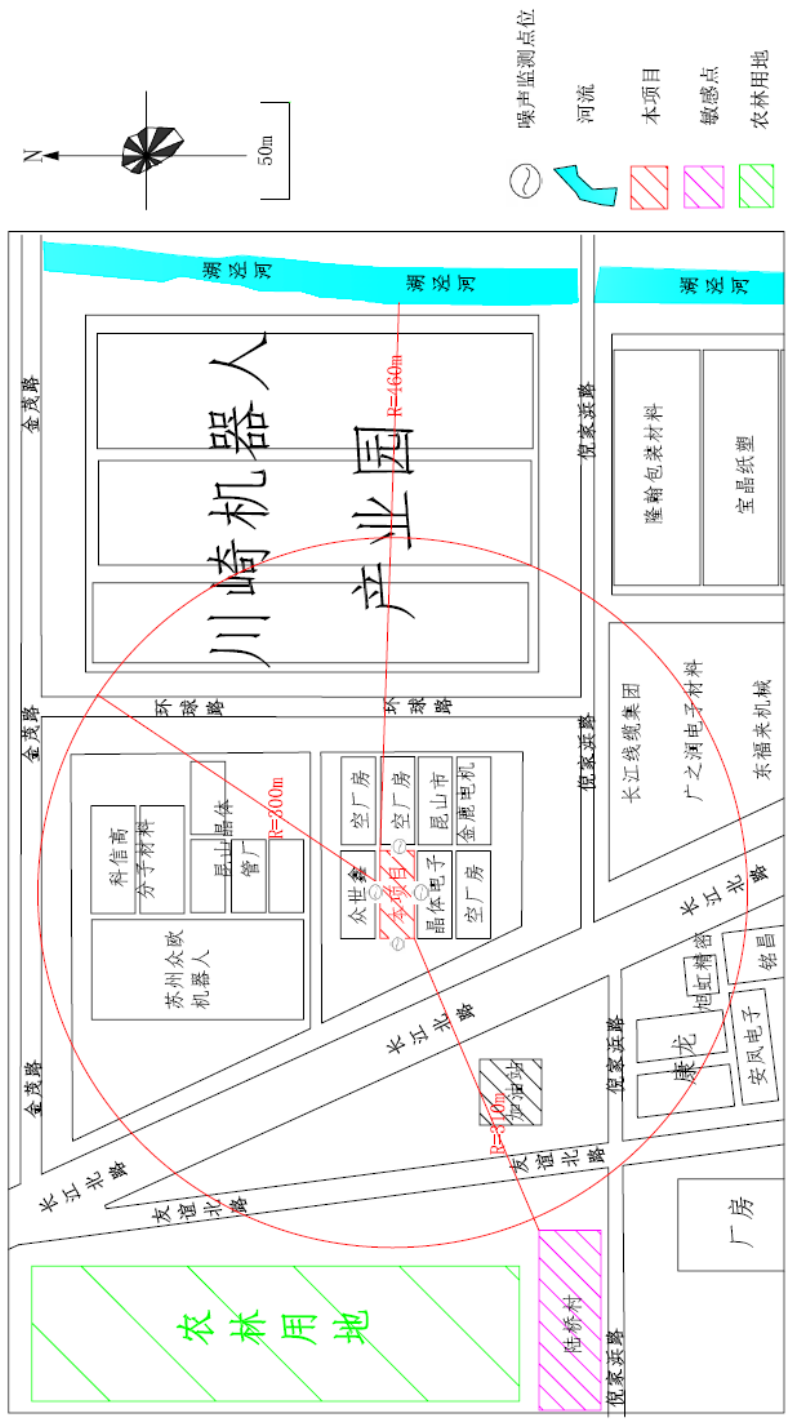 N
50m
噪声监测点位
河流
本项目
敏感点
农林用地
金茂路
金茂路
金茂路
长江北路
友谊北路
农林用地
苏州众欧
机器人
科信高
分子材料
昆山晶体
管厂
R=300m
环球路
川崎机器人
产业园
湖泾河
众世鑫
空厂房
本项目
空厂房
晶体电子
昆山市
金鹿电机
空厂房
环球路
R=460m
湖泾河
长江北路
加油站
R=310m
友谊北路
陆桥村
倪家浜路
倪家浜路
倪家浜路
倪家浜路
长江北路
长江线缆集团
广之润电子材料
东福来机械
隆瀚包装材料
宝晶纸塑
湖泾河
厂房
康龙
旭虹精密
安凤电子
铭昌